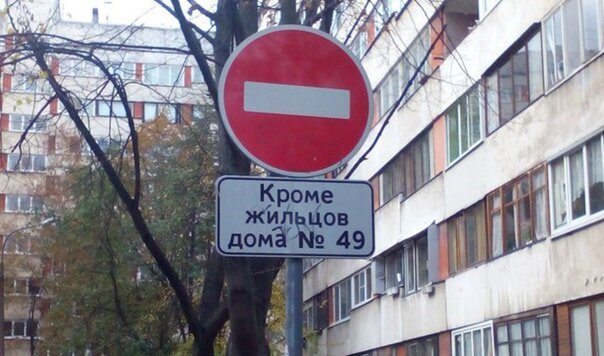 Кроме
жильцов
дома № 49